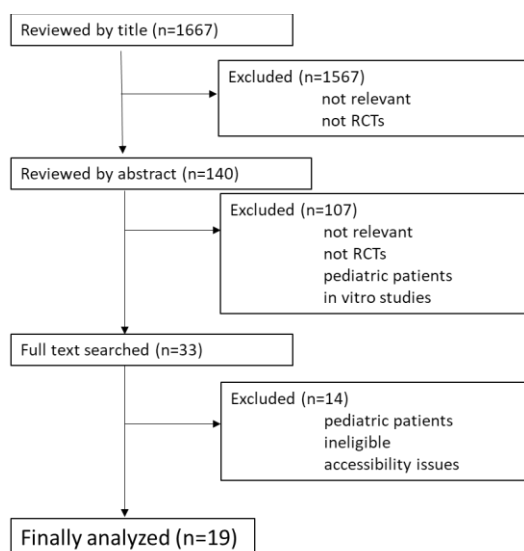 Reviewed by title (n=1667)
Excluded (n=1567)
not relevant
not RCTs
Reviewed by abstract (n=140)
Excluded (n=107)
not relevant
not RCTs
pediatric patients
in vitro studies
Full text searched (n=33)
Excluded (n=14)
pediatric patients
ineligible
accessibility issues
Finally analyzed (n=19)